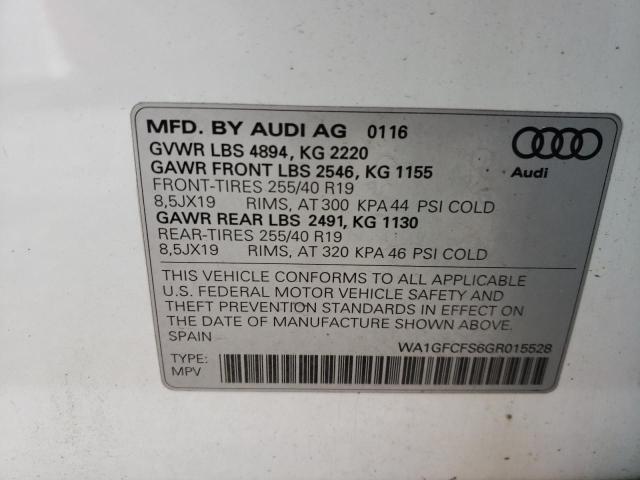 MFD. BY AUDI AG 0116
GVWR LBS 4894, KG 2220
GAWR FRONT LBS 2546, KG 1155
FRONT-TIRES 255/40 R19
8,5JX19 RIMS, AT 300 KPA 44 PSI COLD
GAWR REAR LBS 2491, KG 1130
REAR-TIRES 255/40 R19
8,5JX19 RIMS, AT 320 KPA 46 PSI COLD
Audi
THIS VEHICLE CONFORMS TO ALL APPLICABLE
U.S. FEDERAL MOTOR VEHICLE SAFETY AND
THEFT PREVENTION STANDARDS IN EFFECT ON
THE DATE OF MANUFACTURE SHOWN ABOVE.
SPAIN
WA1GFCFS6GR015528
TYPE:
MPV